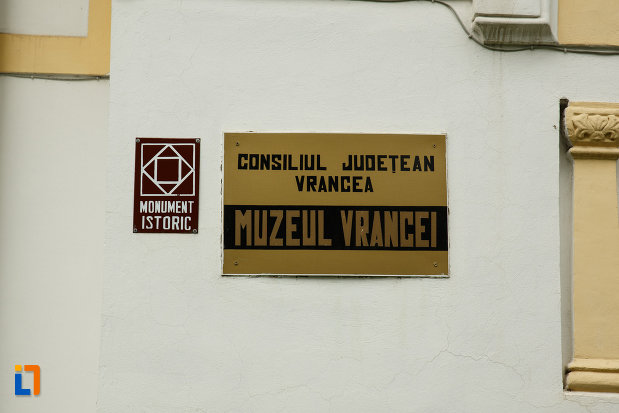 MONUMENT
ISTORIC
CONSILIUL JUDEȚEAN
VRANCEA
MUZEUL VRANCEI